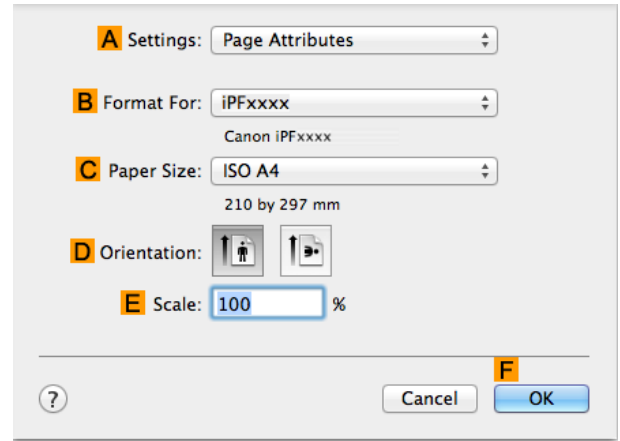 A Settings: Page Attributes
B Format For: iPFxxxx
Canon iPFxxxx
C Paper Size: ISO A4
210 by 297 mm
D Orientation:
E Scale: 100 %
F
? Cancel OK